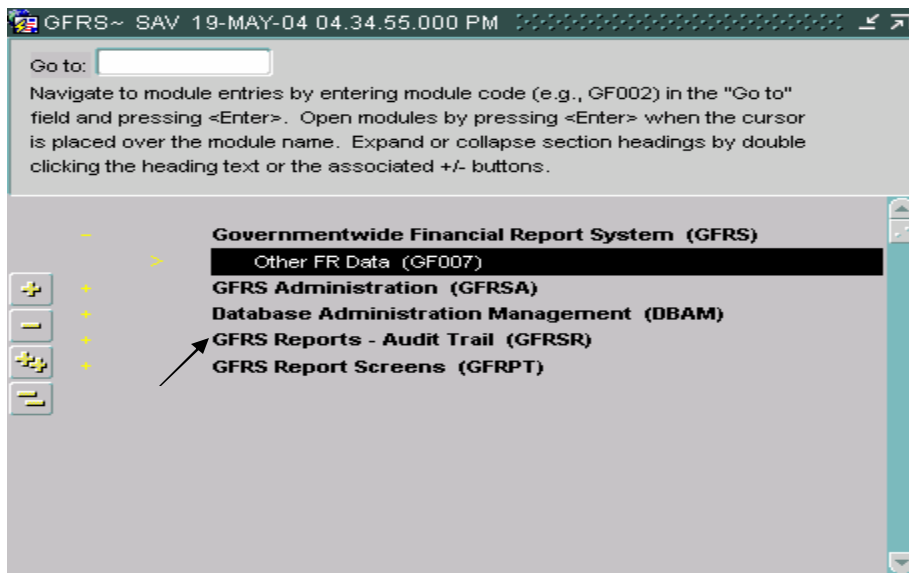 GFRS~ SAV 19-MAY-04 04.34.55.000 PM
Go to:
Navigate to module entries by entering module code (e.g., GF002) in the "Go to"
field and pressing <Enter>. Open modules by pressing <Enter> when the cursor
is placed over the module name. Expand or collapse section headings by double
clicking the heading text or the associated +/- buttons.
- Governmentwide Financial Report System (GFRS)
> Other FR Data (GF007)
+ GFRS Administration (GFRSA)
+ Database Administration Management (DBAM)
+ GFRS Reports - Audit Trail (GFRSR)
+ GFRS Report Screens (GFRPT)